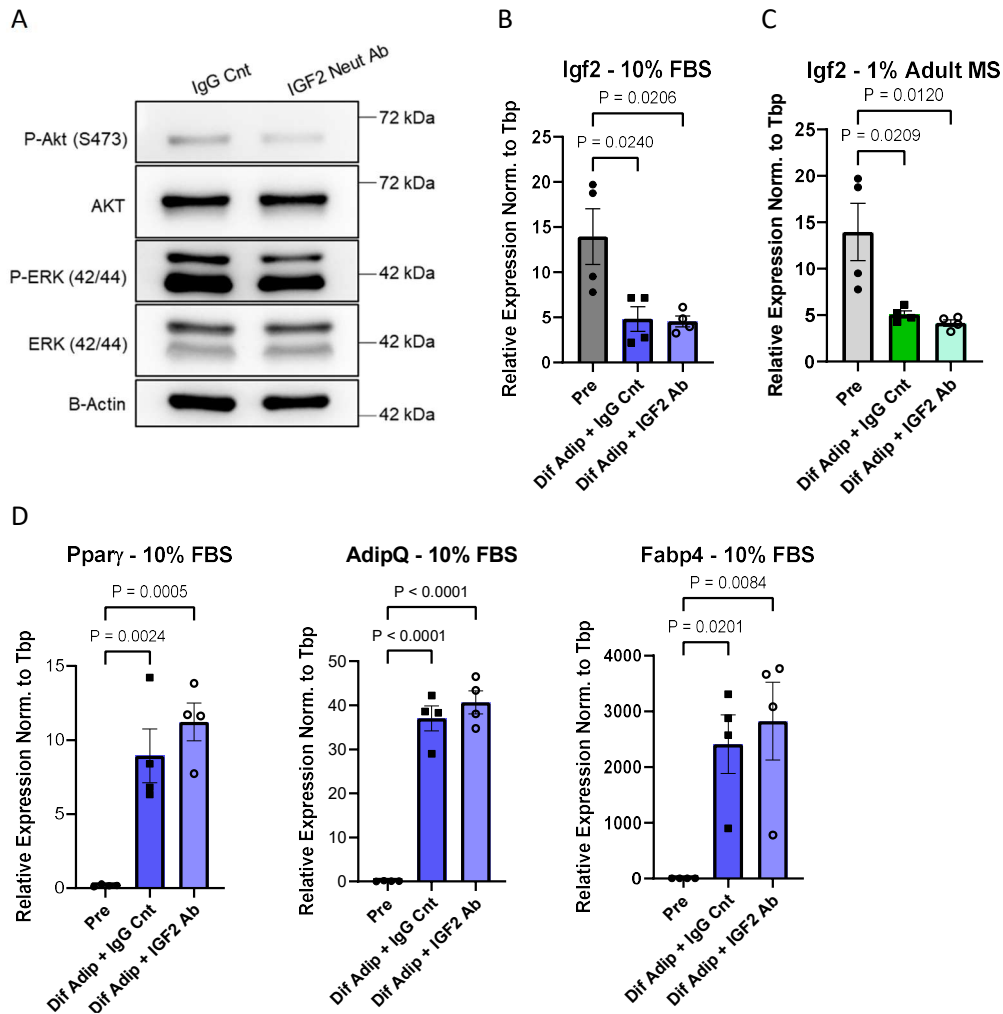 A
IgG Cnt
IGF2 Neut Ab
P-Akt (S473)
72 kDa
AKT
72 kDa
P-ERK (42/44)
42 kDa
ERK (42/44)
42 kDa
B-Actin
42 kDa
B
Igf2 - 10% FBS
P = 0.0206
P = 0.0240
Relative Expression Norm. to Tbp
25
20
15
10
5
0
Pre
Dif Adip + IgG Cnt
Dif Adip + IGF2 Ab
C
Igf2 - 1% Adult MS
P = 0.0120
P = 0.0209
Relative Expression Norm. to Tbp
25
20
15
10
5
0
Pre
Dif Adip + IgG Cnt
Dif Adip + IGF2 Ab
D
Pparγ - 10% FBS
P = 0.0005
P = 0.0024
Relative Expression Norm. to Tbp
15
10
5
0
Pre
Dif Adip + IgG Cnt
Dif Adip + IGF2 Ab
AdipQ - 10% FBS
P < 0.0001
P < 0.0001
Relative Expression Norm. to Tbp
50
40
30
20
10
0
Pre
Dif Adip + IgG Cnt
Dif Adip + IGF2 Ab
Fabp4 - 10% FBS
P = 0.0084
P = 0.0201
Relative Expression Norm. to Tbp
4000
3000
2000
1000
0
Pre
Dif Adip + IgG Cnt
Dif Adip + IGF2 Ab